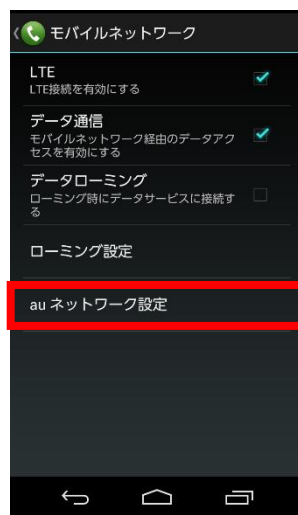 モバイルネットワーク
LTE
LTE接続を有効にする
データ通信
モバイルネットワーク経由のデータアク
セスを有効にする
データローミング
ローミング時にデータサービスに接続す
る
ローミング設定
au ネットワーク設定